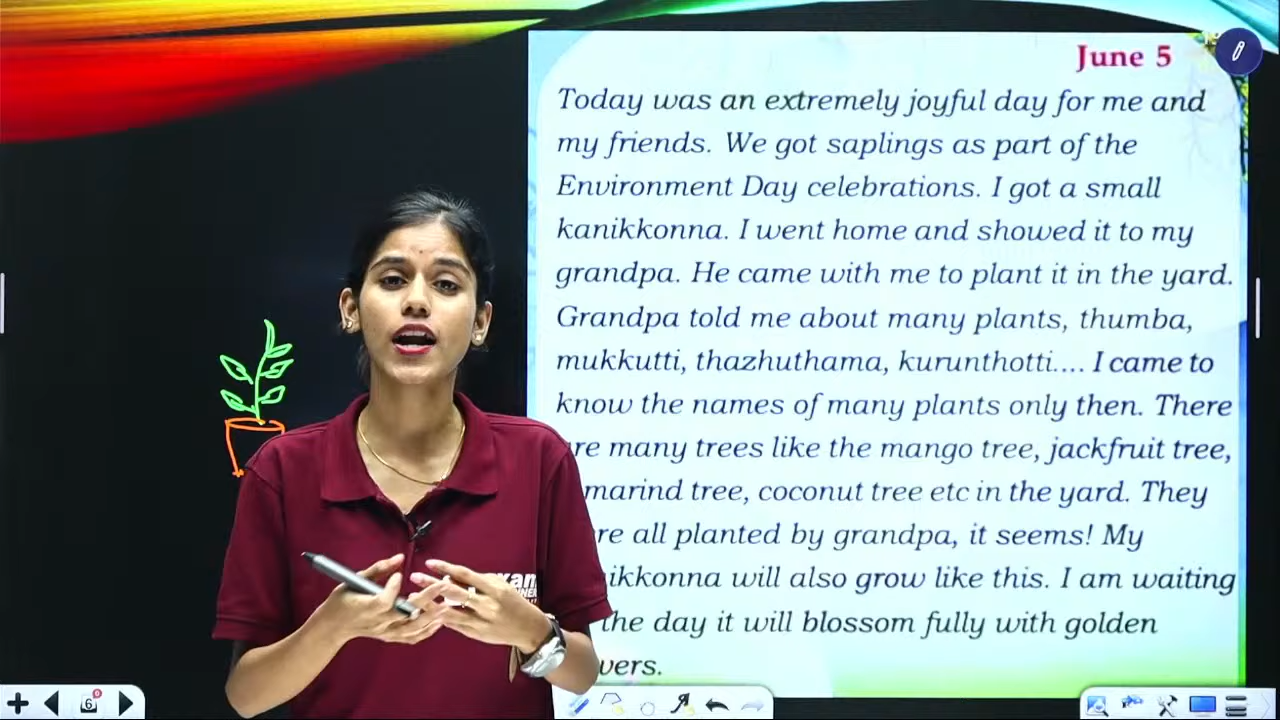 June 5
Today was an extremely joyful day for me and
my friends. We got saplings as part of the
Environment Day celebrations. I got a small
kanikkonna. I went home and showed it to my
grandpa. He came with me to plant it in the yard.
Grandpa told me about many plants, thumba,
mukkutti, thazhuthama, kurunthotti.... I came to
know the names of many plants only then. There
are many trees like the mango tree, jackfruit tree,
marind tree, coconut tree etc in the yard. They
all planted by grandpa, it seems! My
ikkonna will also grow like this. I am waiting
the day it will blossom fully with golden
wers.
6